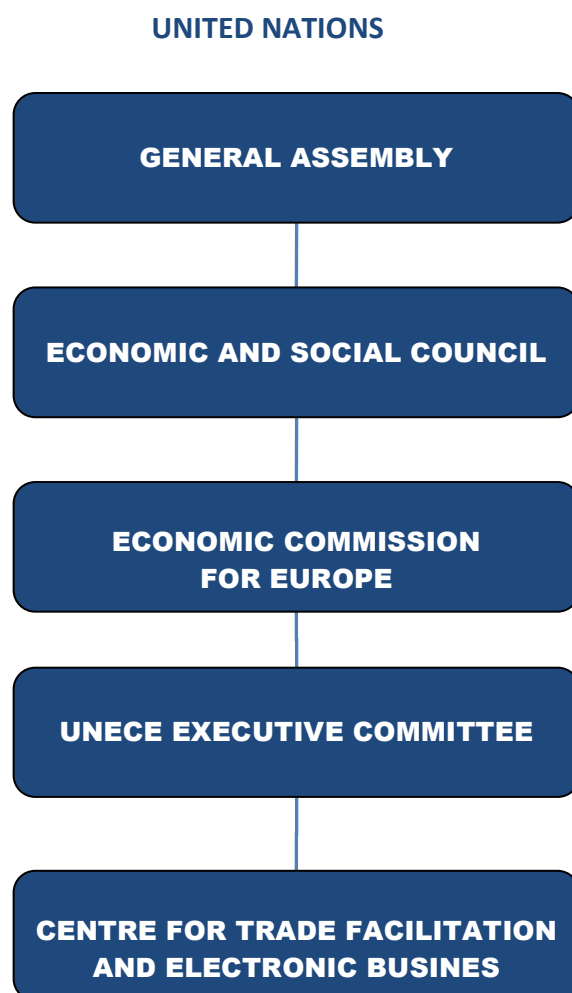 UNITED NATIONS
GENERAL ASSEMBLY
ECONOMIC AND SOCIAL COUNCIL
ECONOMIC COMMISSION
FOR EUROPE
UNECE EXECUTIVE COMMITTEE
CENTRE FOR TRADE FACILITATION
AND ELECTRONIC BUSINES